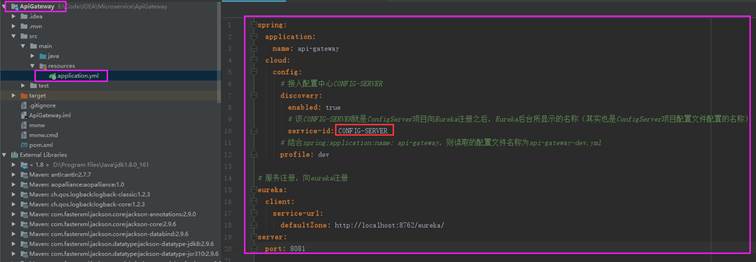 ApiGateway E:\Code\IDEA\Microservice\ApiGateway
.idea
.mvn
src
main
java
resources
application.yml
test
target
.gitignore
ApiGateway.iml
mvnw
mvnw.cmd
pom.xml
External Libraries
< 1.8 > D:\Program Files\Java\jdk1.8.0_161
Maven: antlr:antlr:2.7.7
Maven: aopalliance:aopalliance:1.0
Maven: ch.qos.logback:logback-classic:1.2.3
Maven: ch.qos.logback:logback-core:1.2.3
Maven: com.fasterxml.jackson.core:jackson-annotations:2.9.0
Maven: com.fasterxml.jackson.core:jackson-core:2.9.6
Maven: com.fasterxml.jackson.core:jackson-databind:2.9.6
Maven: com.fasterxml.jackson.datatype:jackson-datatype-jdk8:2.9.6
Maven: com.fasterxml.jackson.datatype:jackson-datatype-jsr310:2.9.6
1 spring:
2 application:
3 name: api-gateway
4 cloud:
5 config:
6 # 接入配置中心CONFIG-SERVER
7 discovery:
8 enabled: true
9 # 该CONFIG-SERVER就是ConfigServer项目向Eureka注册之后，Eureka后台所显示的名称（其实也是ConfigServer项目配置文件配置的名称）
10 service-id: CONFIG-SERVER
11 # 结合spring:application:name: api-gateway，则读取的配置文件名称为api-gateway-dev.yml
12 profile: dev
13
14 # 服务注册，向eureka注册
15 eureka:
16 client:
17 service-url:
18 defaultZone: http://localhost:8762/eureka/
19 server:
20 port: 8081